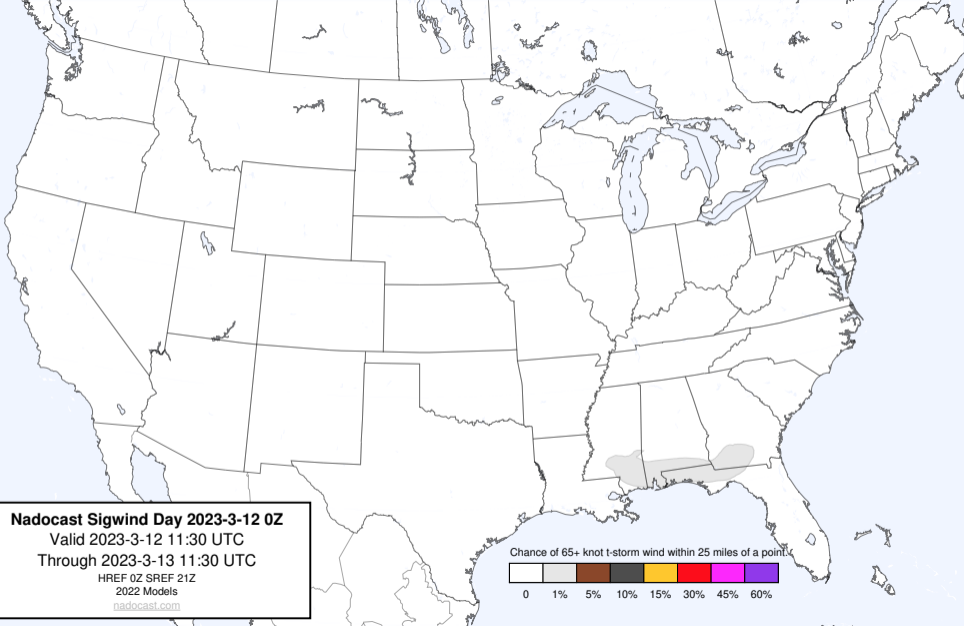 Nadocast Sigwind Day 2023-3-12 0Z
Valid 2023-3-12 11:30 UTC
Through 2023-3-13 11:30 UTC
HREF 0Z SREF 21Z
2022 Models
nadocast.com
Chance of 65+ knot t-storm wind within 25 miles of a point.
0 1% 5% 10% 15% 30% 45% 60%